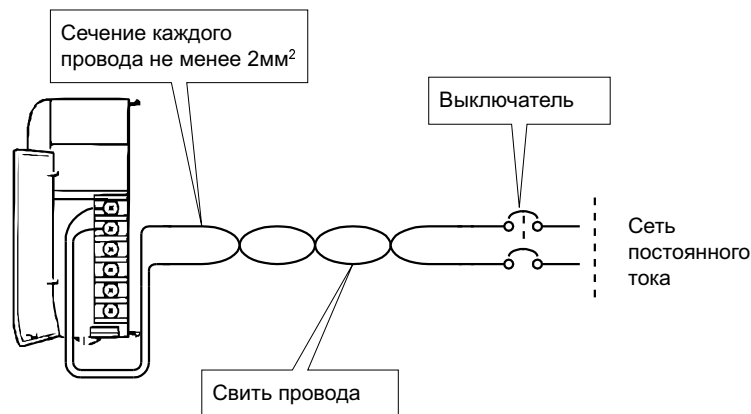 Сечение каждого
провода не менее 2мм²
Выключатель
Сеть
постоянного
тока
Свить провода